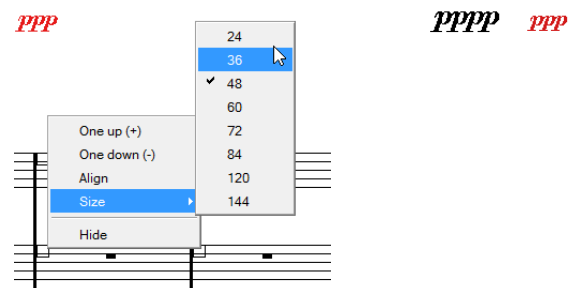 ppp
pppp ppp
24
36
48
60
72
84
120
144
One up (+)
One down (-)
Align
Size
Hide